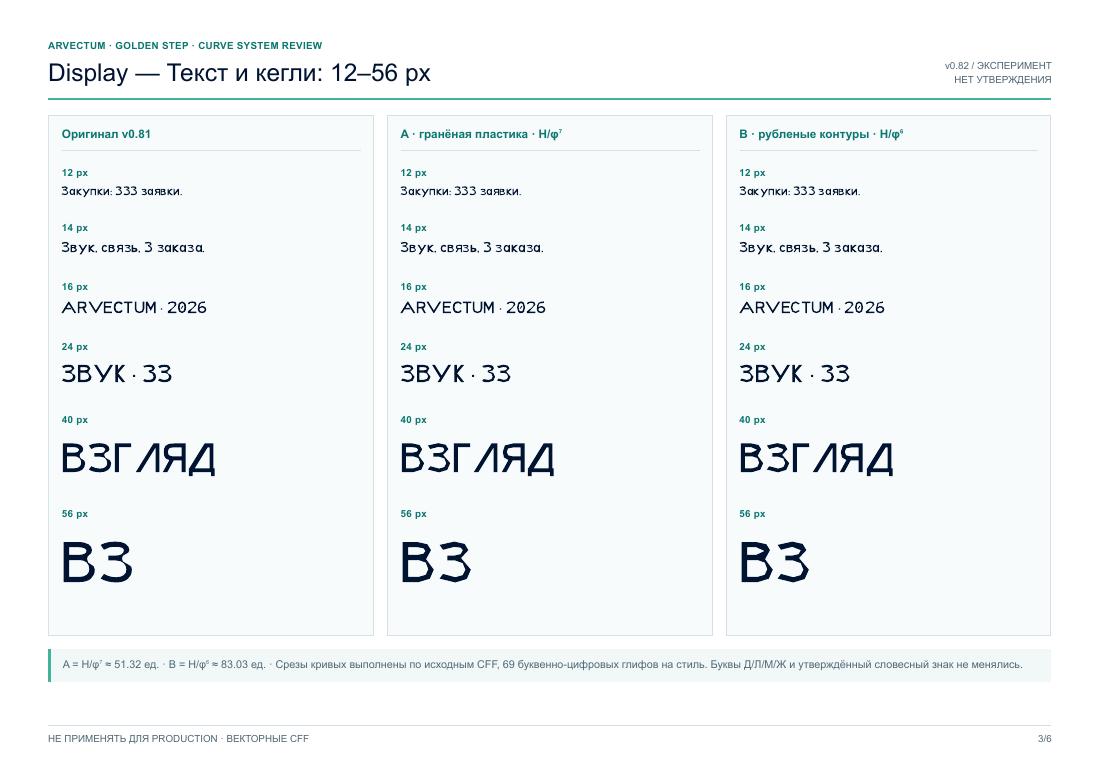 ARVECTUM · GOLDEN STEP · CURVE SYSTEM REVIEW
Display — Текст и кегли: 12–56 px
v0.82 / ЭКСПЕРИМЕНТ
НЕТ УТВЕРЖДЕНИЯ
Оригинал v0.81
12 px
Закупки: 333 заявки.
14 px
Звук, связь, 3 заказа.
16 px
ARVECTUM · 2026
24 px
ЗВУК · 33
40 px
ВЗГЛЯД
56 px
ВЗ
A · гранёная пластика · H/φ⁷
12 px
Закупки: 333 заявки.
14 px
Звук, связь, 3 заказа.
16 px
ARVECTUM · 2026
24 px
ЗВУК · 33
40 px
ВЗГЛЯД
56 px
ВЗ
B · рубленые контуры · H/φ⁶
12 px
Закупки: 333 заявки.
14 px
Звук, связь, 3 заказа.
16 px
ARVECTUM · 2026
24 px
ЗВУК · 33
40 px
ВЗГЛЯД
56 px
ВЗ
A = H/φ⁷ ≈ 51.32 ед. · B = H/φ⁶ ≈ 83.03 ед. · Срезы кривых выполнены по исходным CFF, 69 буквенно-цифровых глифов на стиль. Буквы Д/Л/М/Ж и утверждённый словесный знак не менялись.
НЕ ПРИМЕНЯТЬ ДЛЯ PRODUCTION · ВЕКТОРНЫЕ CFF
3/6